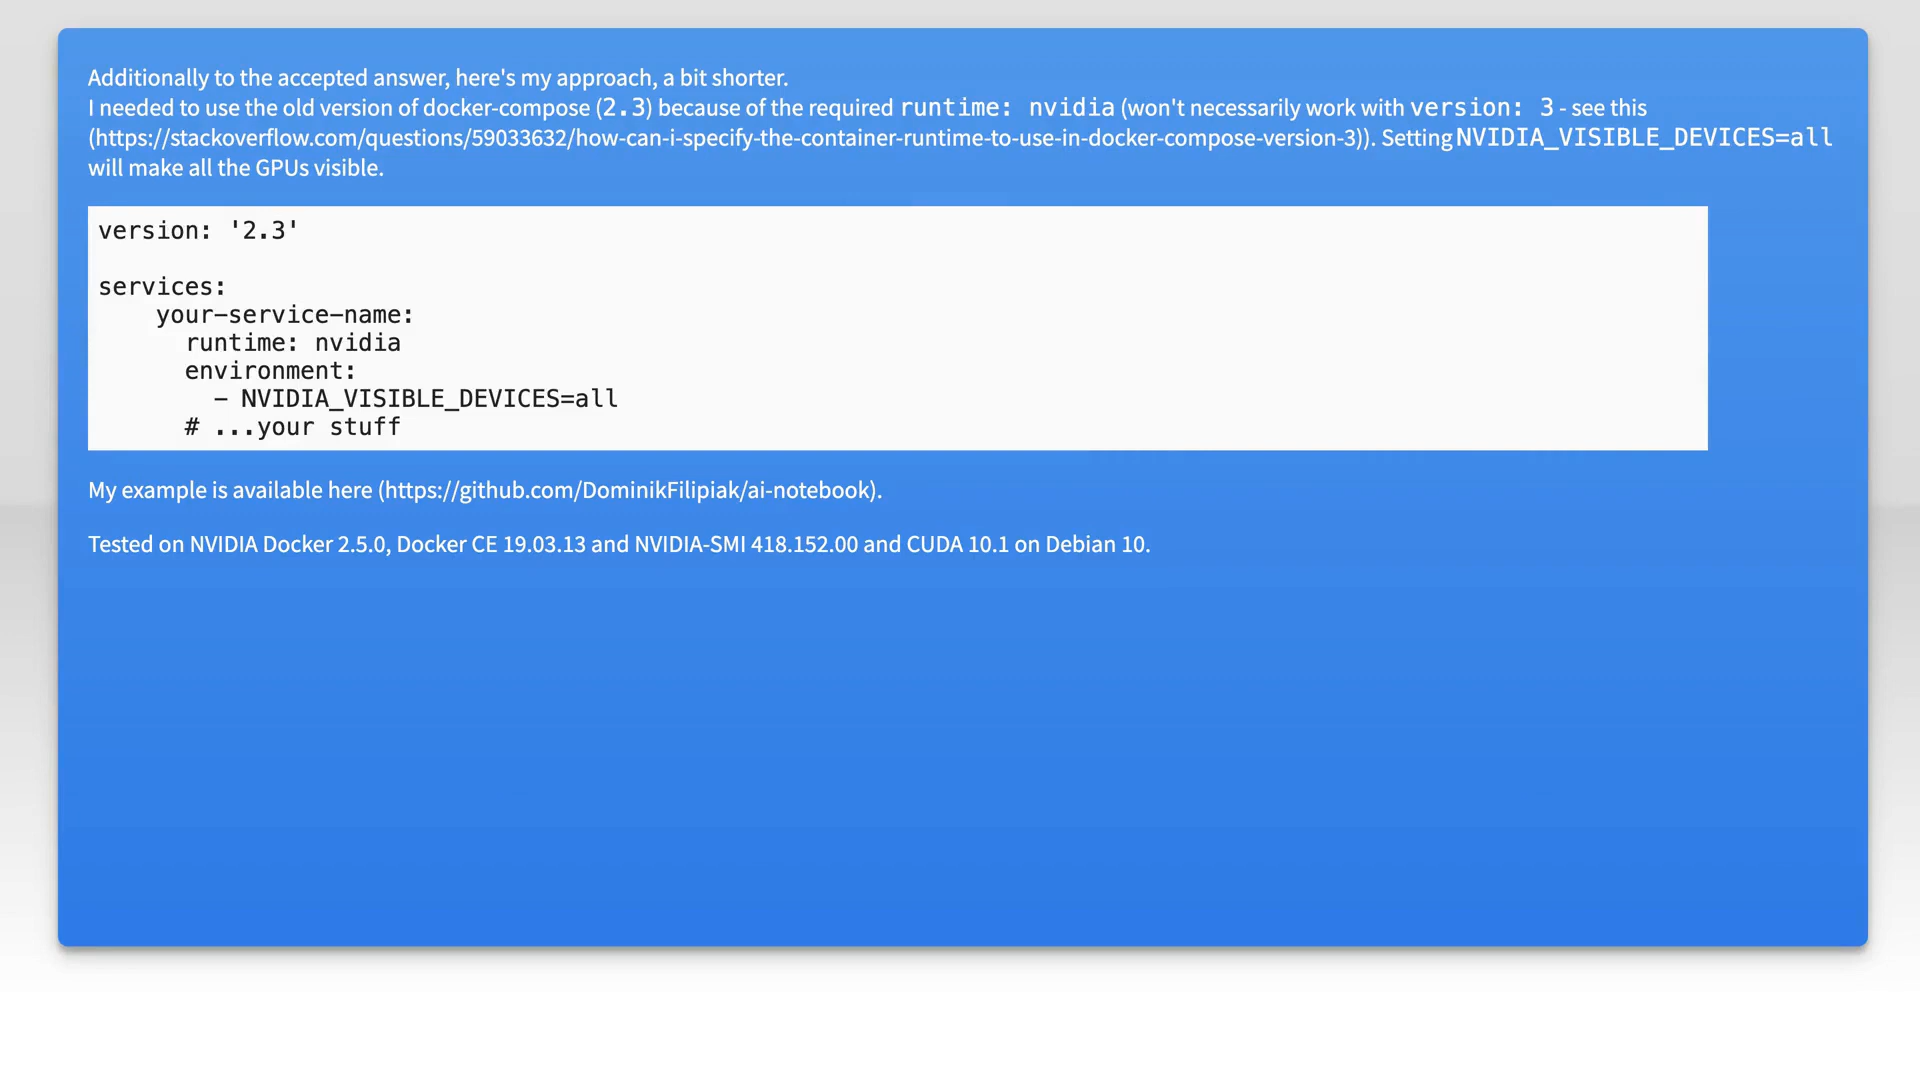 Additionally to the accepted answer, here's my approach, a bit shorter.
I needed to use the old version of docker-compose (2.3) because of the required runtime: nvidia (won't necessarily work with version: 3 - see this
(https://stackoverflow.com/questions/59033632/how-can-i-specify-the-container-runtime-to-use-in-docker-compose-version-3)). Setting NVIDIA_VISIBLE_DEVICES=all
will make all the GPUs visible.
version: '2.3'
services:
    your-service-name:
      runtime: nvidia
      environment:
        - NVIDIA_VISIBLE_DEVICES=all
      # ...your stuff
My example is available here (https://github.com/DominikFilipiak/ai-notebook).
Tested on NVIDIA Docker 2.5.0, Docker CE 19.03.13 and NVIDIA-SMI 418.152.00 and CUDA 10.1 on Debian 10.